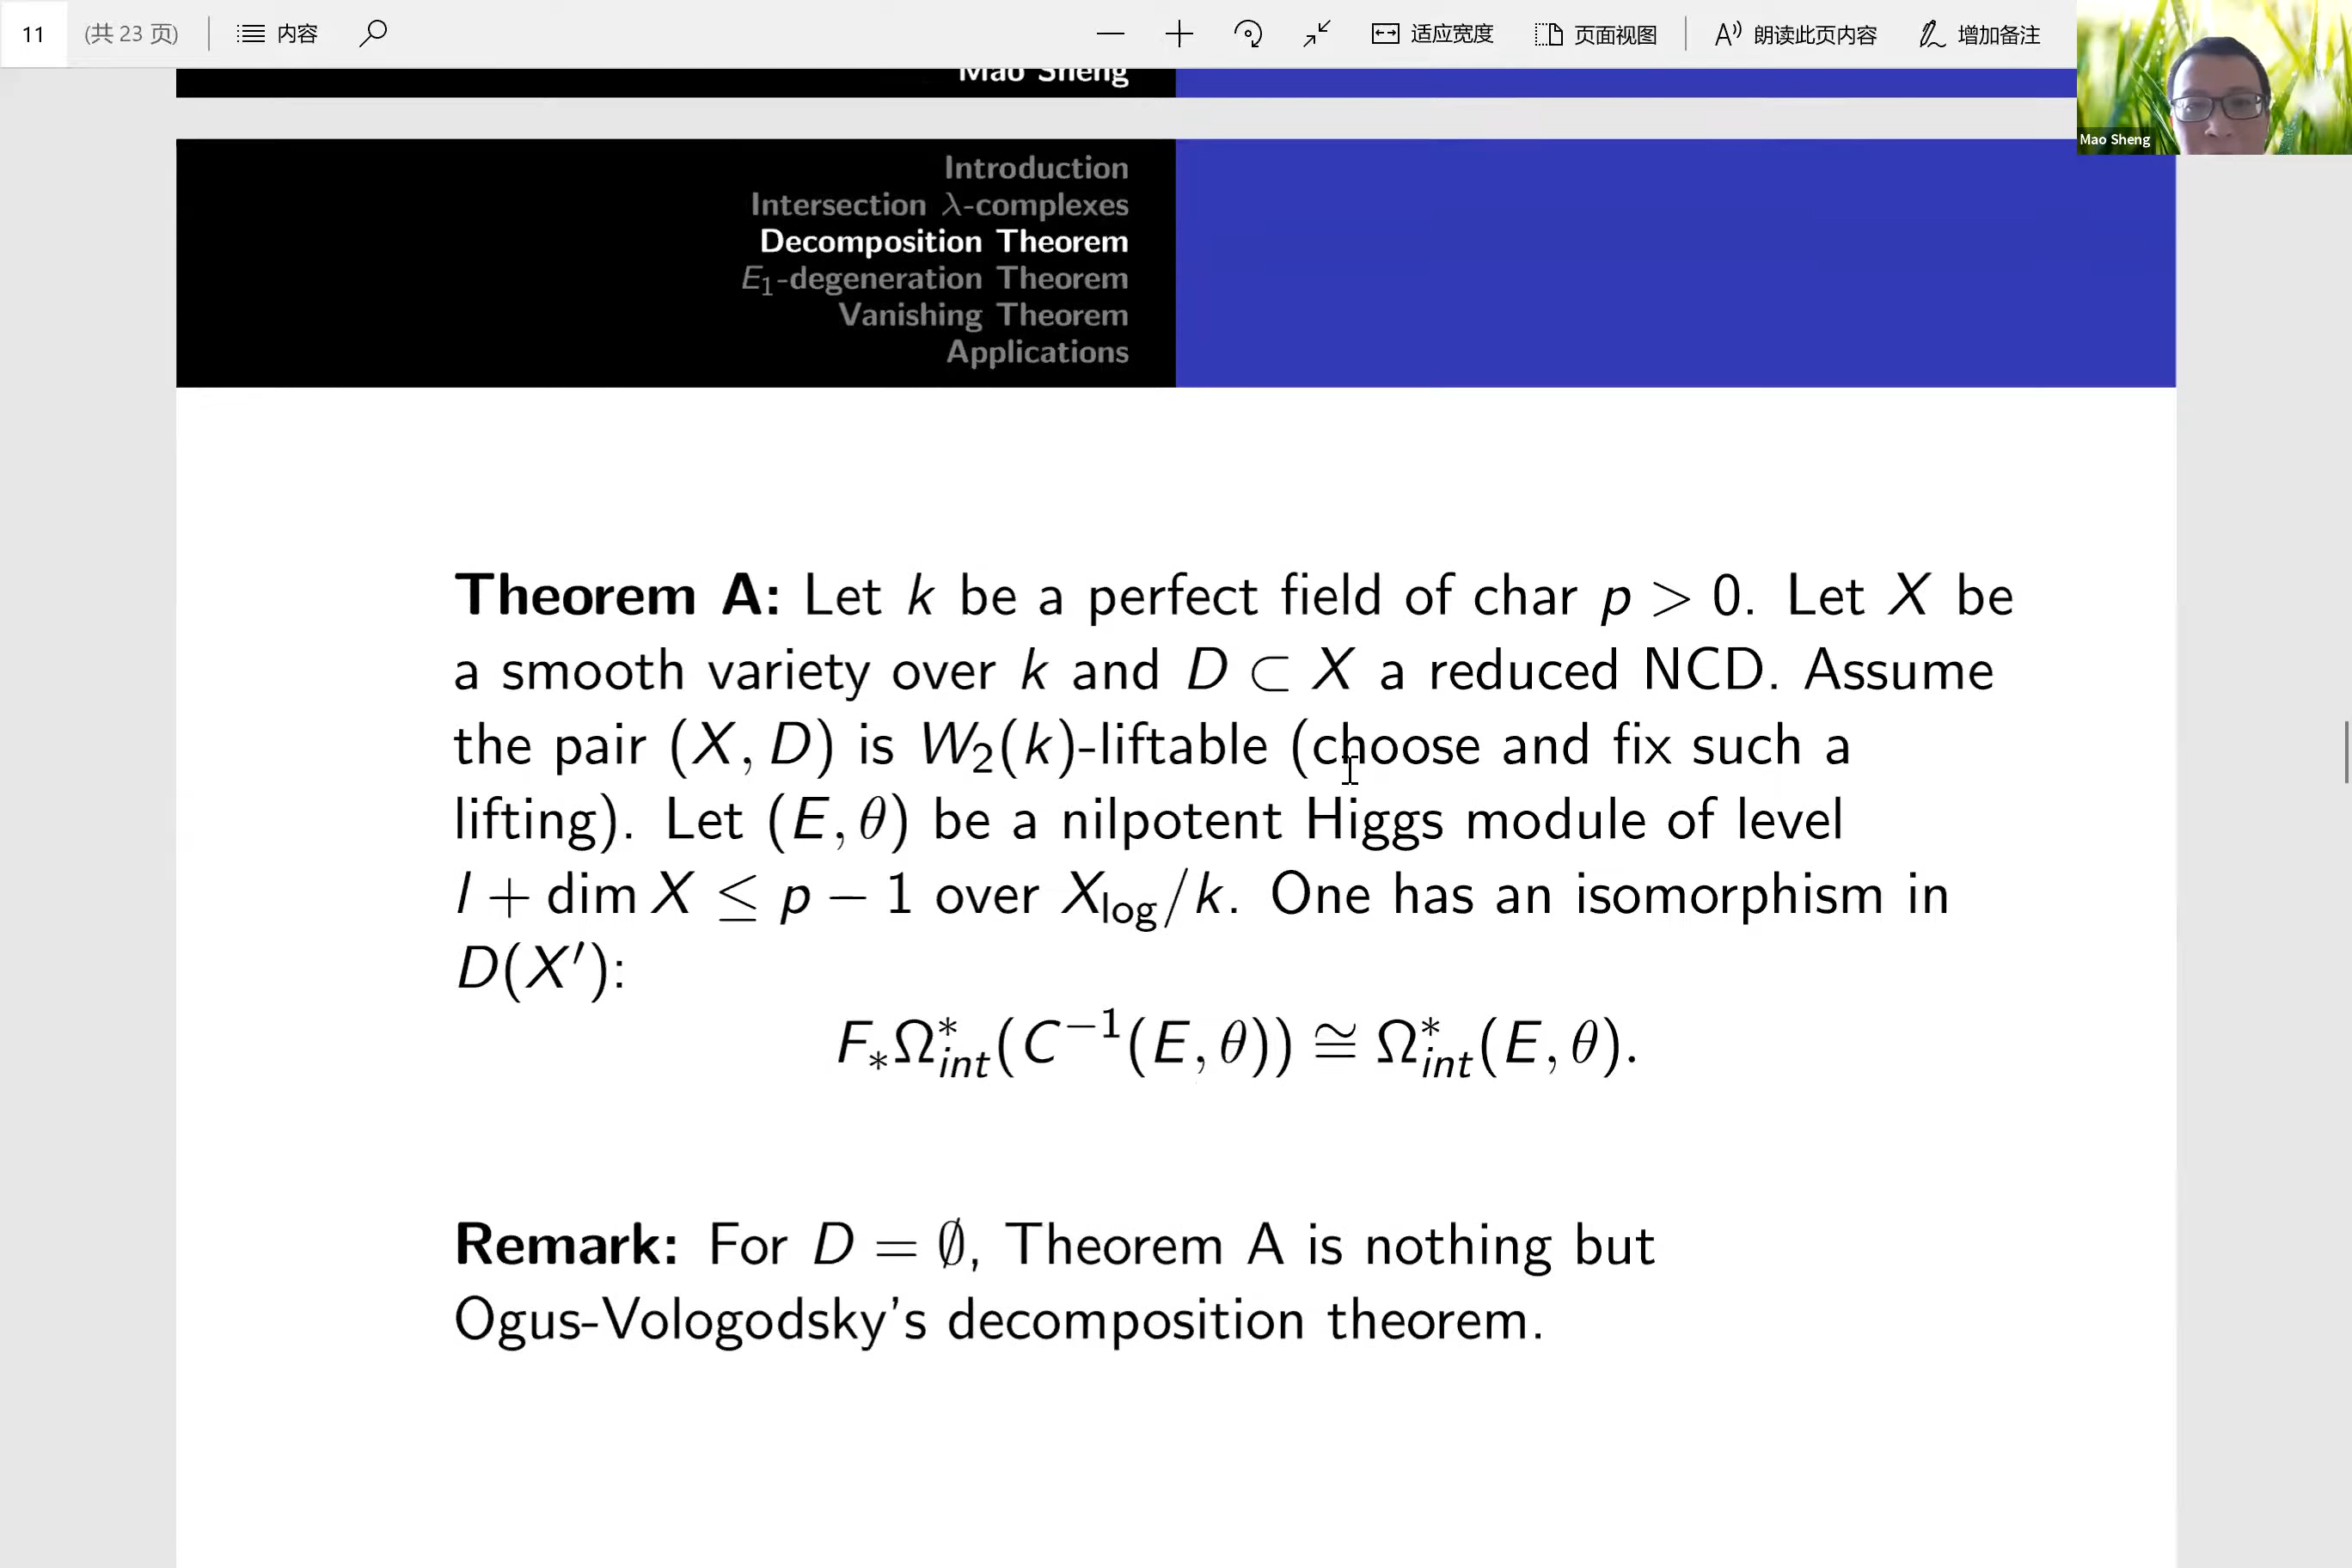 11 (共 23 页) 内容 适应宽度 页面视图 朗读此页内容 增加备注
Mao Sheng
Mao Sheng
Introduction
Intersection λ-complexes
Decomposition Theorem
E₁-degeneration Theorem
Vanishing Theorem
Applications
Theorem A: Let k be a perfect field of char p > 0. Let X be
a smooth variety over k and D ⊂ X a reduced NCD. Assume
the pair (X, D) is W₂(k)-liftable (choose and fix such a
lifting). Let (E, θ) be a nilpotent Higgs module of level
l + dim X ≤ p − 1 over X_log/k. One has an isomorphism in
D(X′):
F_*Ω*_int(C⁻¹(E, θ)) ≅ Ω*_int(E, θ).
Remark: For D = ∅, Theorem A is nothing but
Ogus-Vologodsky's decomposition theorem.